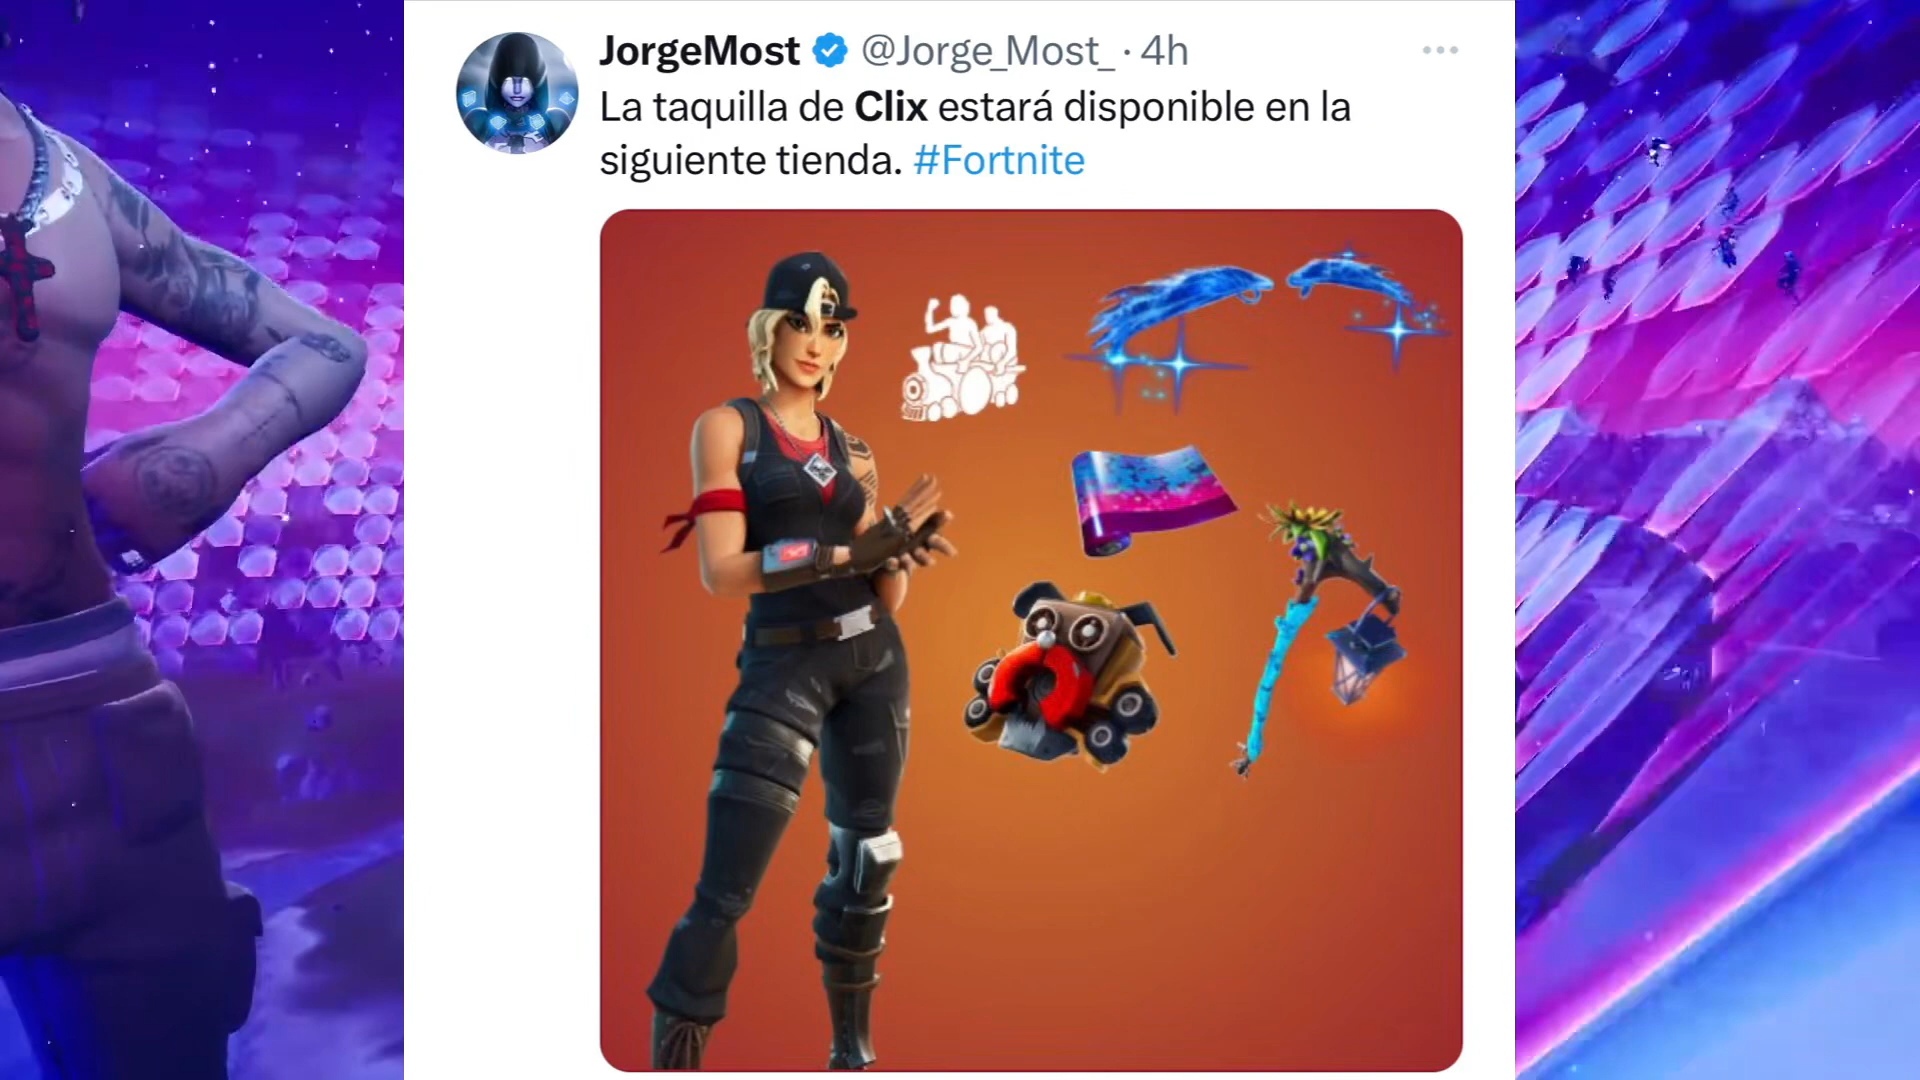 JorgeMost @Jorge_Most_ · 4h
La taquilla de Clix estará disponible en la
siguiente tienda. #Fortnite